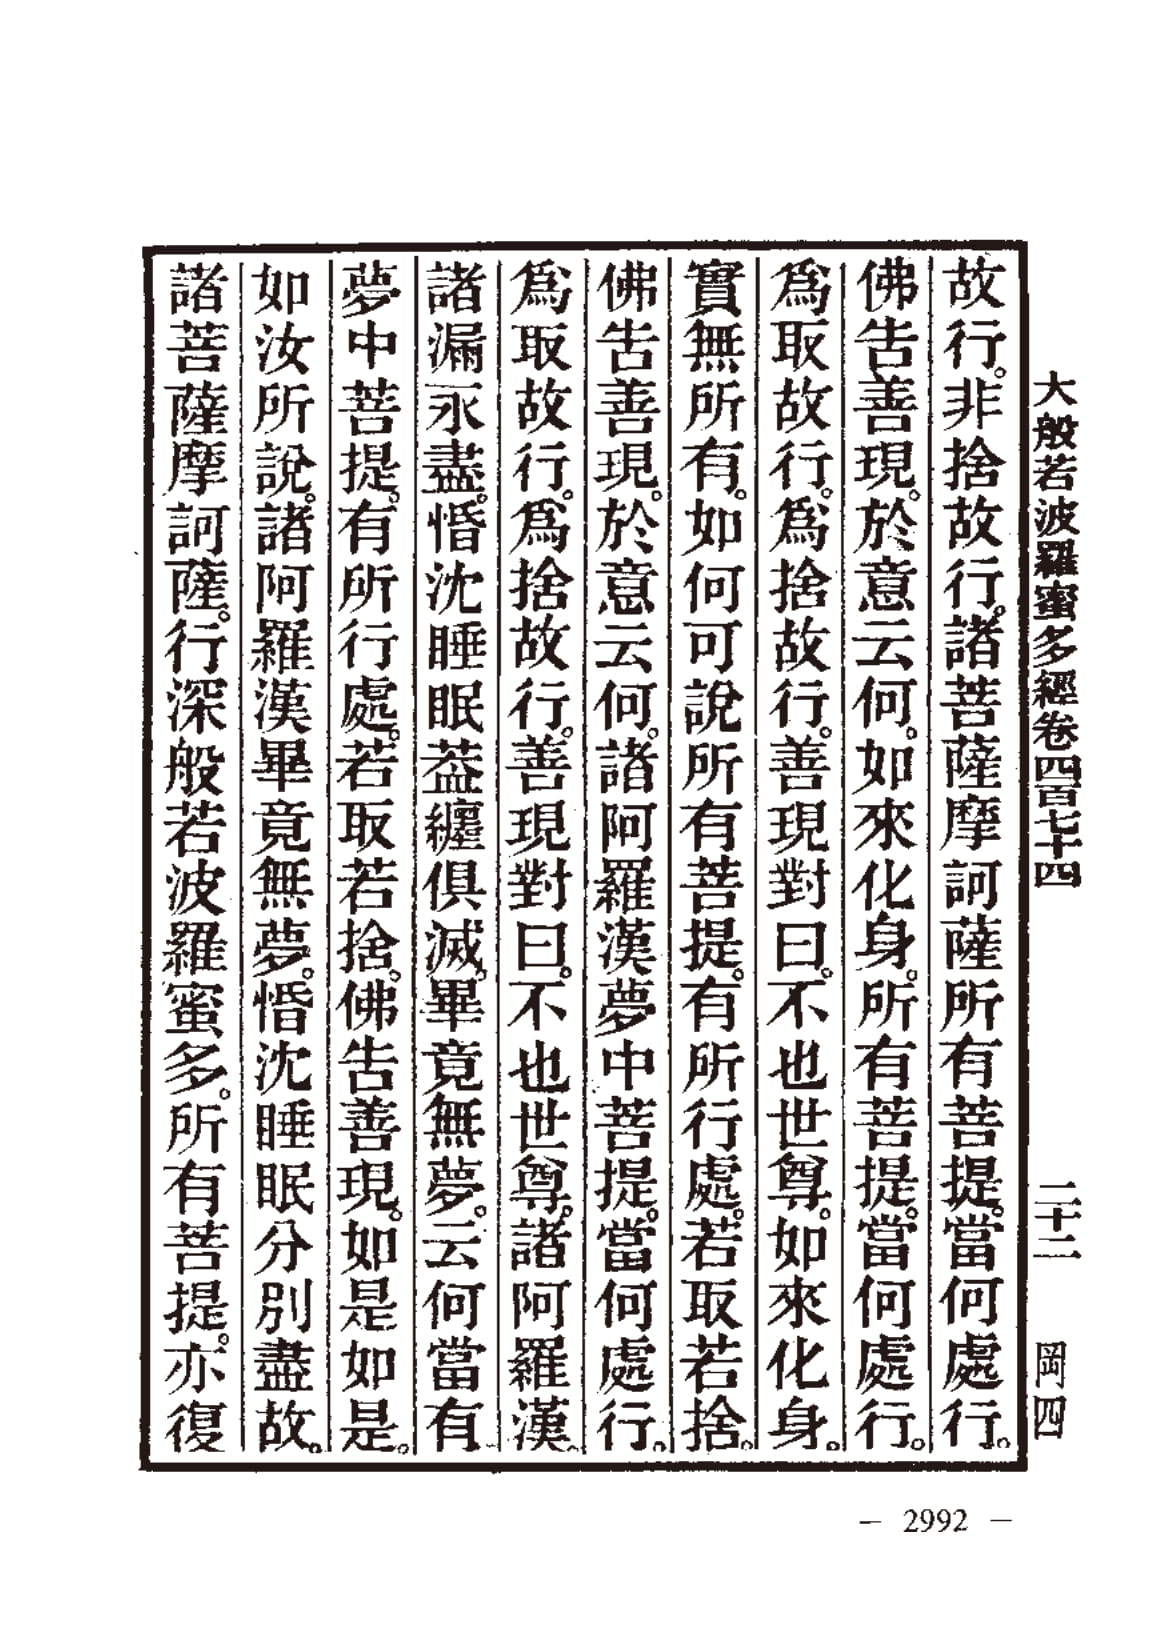 大般若波羅蜜多經卷四百七十四 二十二 岡四
故行。非捨故行。諸菩薩摩訶薩所有菩提。當何處行。
佛告善現。於意云何。如來化身。所有菩提。當何處行。
爲取故行。爲捨故行。善現對曰。不也世尊。如來化身。
實無所有。如何可說所有菩提。有所行處。若取若捨。
佛告善現。於意云何。諸阿羅漢夢中菩提。當何處行。
爲取故行。爲捨故行。善現對曰。不也世尊。諸阿羅漢。
諸漏永盡。惛沈睡眠葢纏俱滅。畢竟無夢。云何當有
夢中菩提。有所行處。若取若捨。佛告善現。如是如是。
如汝所說。諸阿羅漢畢竟無夢。惛沈睡眠分別盡故。
諸菩薩摩訶薩。行深般若波羅蜜多。所有菩提。亦復
— 2992 —